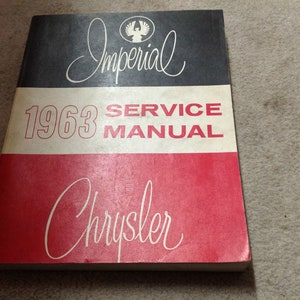 Imperial
1963 SERVICE
MANUAL
Chrysler